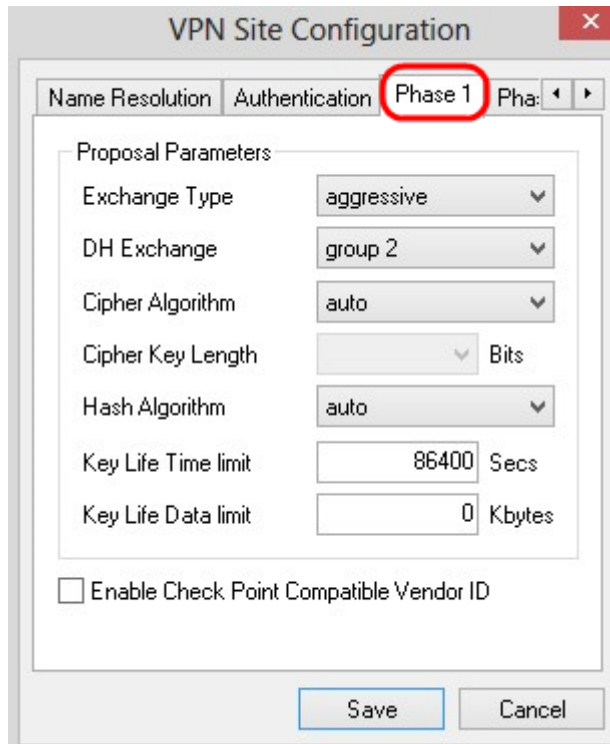 VPN Site Configuration
Name Resolution Authentication Phase 1 Pha:
Proposal Parameters
Exchange Type aggressive
DH Exchange group 2
Cipher Algorithm auto
Cipher Key Length Bits
Hash Algorithm auto
Key Life Time limit 86400 Secs
Key Life Data limit 0 Kbytes
Enable Check Point Compatible Vendor ID
Save Cancel